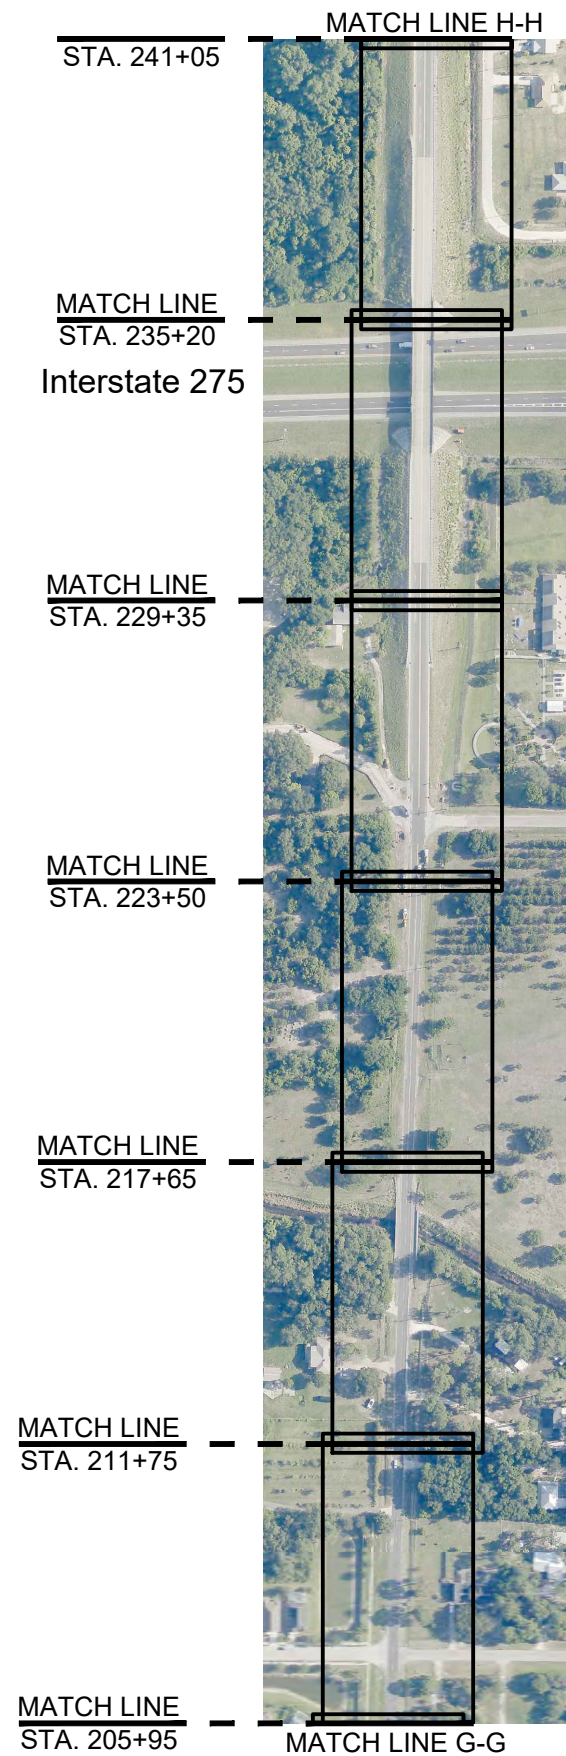 MATCH LINE H-H
STA. 241+05
MATCH LINE
STA. 235+20
Interstate 275
MATCH LINE
STA. 229+35
MATCH LINE
STA. 223+50
MATCH LINE
STA. 217+65
MATCH LINE
STA. 211+75
MATCH LINE
STA. 205+95
MATCH LINE G-G